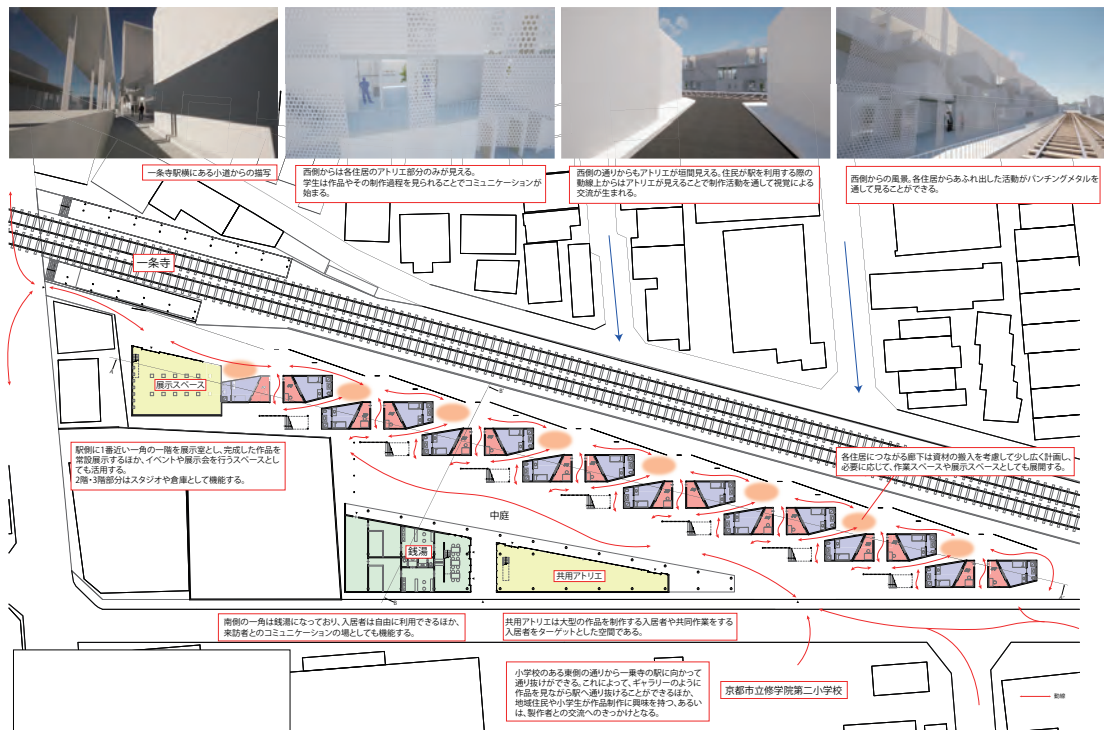 一条寺駅横にある小道からの描写
西側からは各住居のアトリエ部分のみが見える。
学生は作品やその制作過程を見られることでコミュニケーションが
始まる。
西側の通りからもアトリエが垣間見える。住民が駅を利用する際の
動線上からはアトリエが見えることで制作活動を通して視覚による
交流が生まれる。
西側からの風景。各住居からあふれ出した活動がパンチングメタルを
通して見ることができる。
一条寺
展示スペース
駅側に1番近い一角の一階を展示室とし、完成した作品を
常設展示するほか、イベントや展示会を行うスペースとし
ても活用する。
2階・3階部分はスタジオや倉庫として機能する。
各住居につながる廊下は資材の搬入を考慮して少し広く計画し、
必要に応じて、作業スペースや展示スペースとしても展開する。
中庭
銭湯
共用アトリエ
南側の一角は銭湯になっており、入居者は自由に利用できるほか、
来訪者とのコミュニケーションの場としても機能する。
共用アトリエは大型の作品を制作する入居者や共同作業をする
入居者をターゲットとした空間である。
小学校のある東側の通りから一乗寺の駅に向かって
通り抜けができる。これによって、ギャラリーのように
作品を見ながら駅へ通り抜けることができるほか、
地域住民や小学生が作品制作に興味を持つ、あるい
は、製作者との交流へのきっかけとなる。
京都市立修学院第二小学校
動線